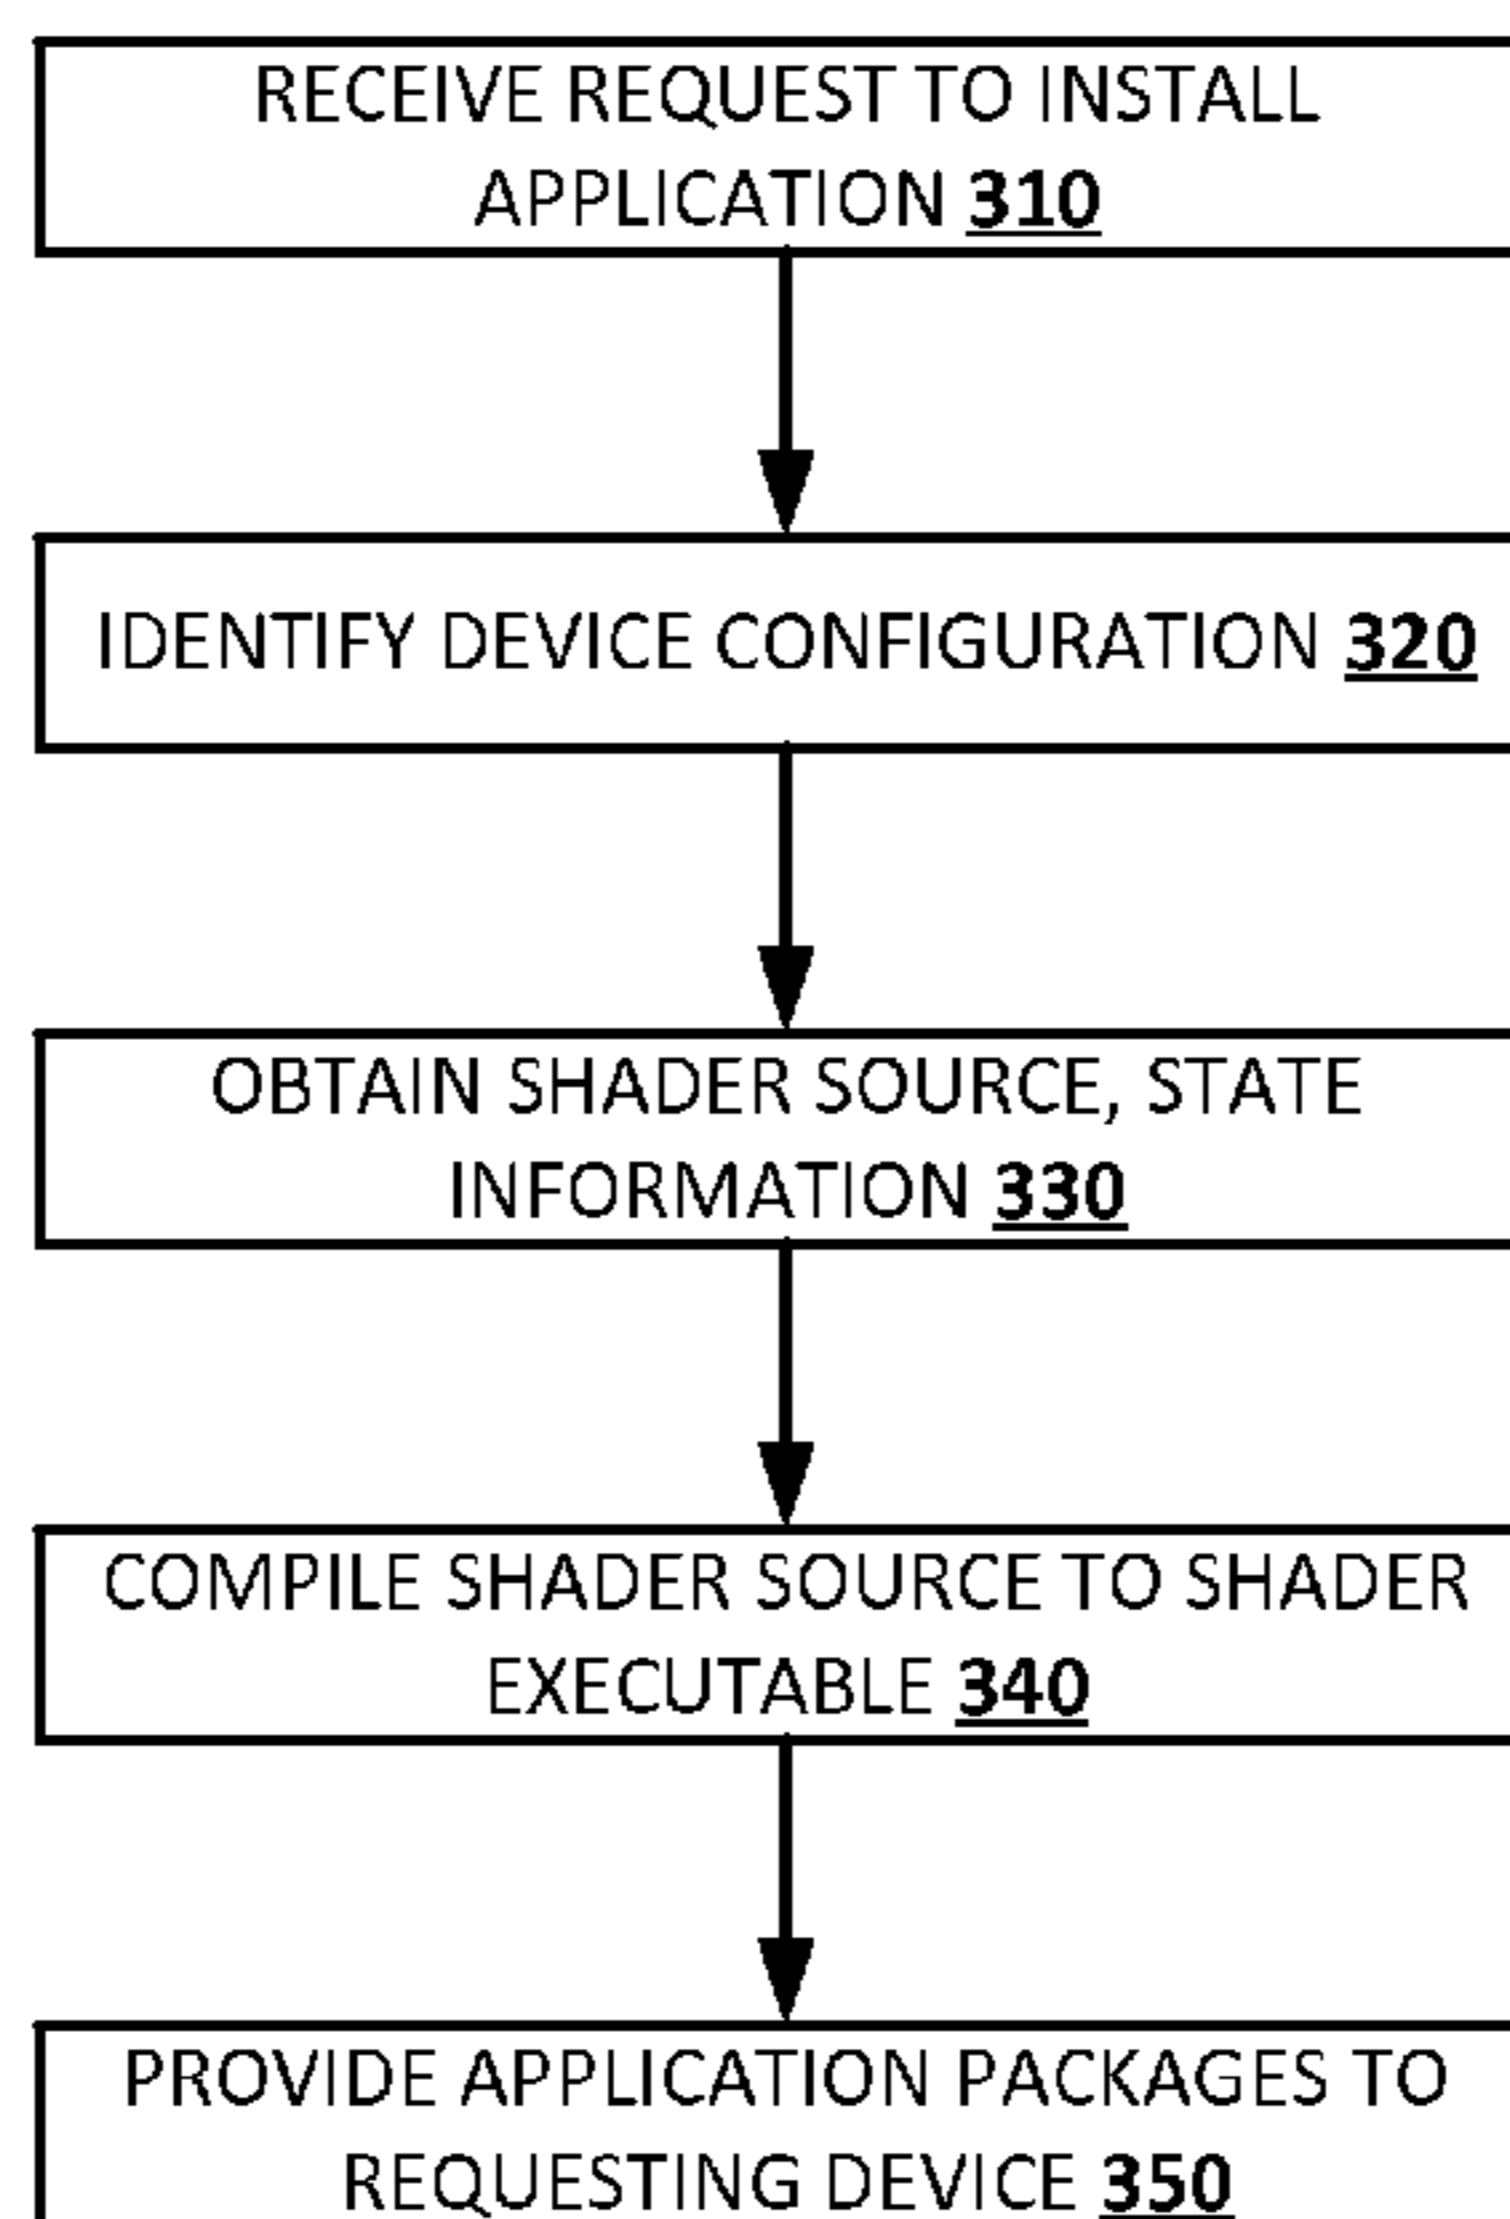 RECEIVE REQUEST TO INSTALL
APPLICATION 310
IDENTIFY DEVICE CONFIGURATION 320
OBTAIN SHADER SOURCE, STATE
INFORMATION 330
COMPILE SHADER SOURCE TO SHADER
EXECUTABLE 340
PROVIDE APPLICATION PACKAGES TO
REQUESTING DEVICE 350